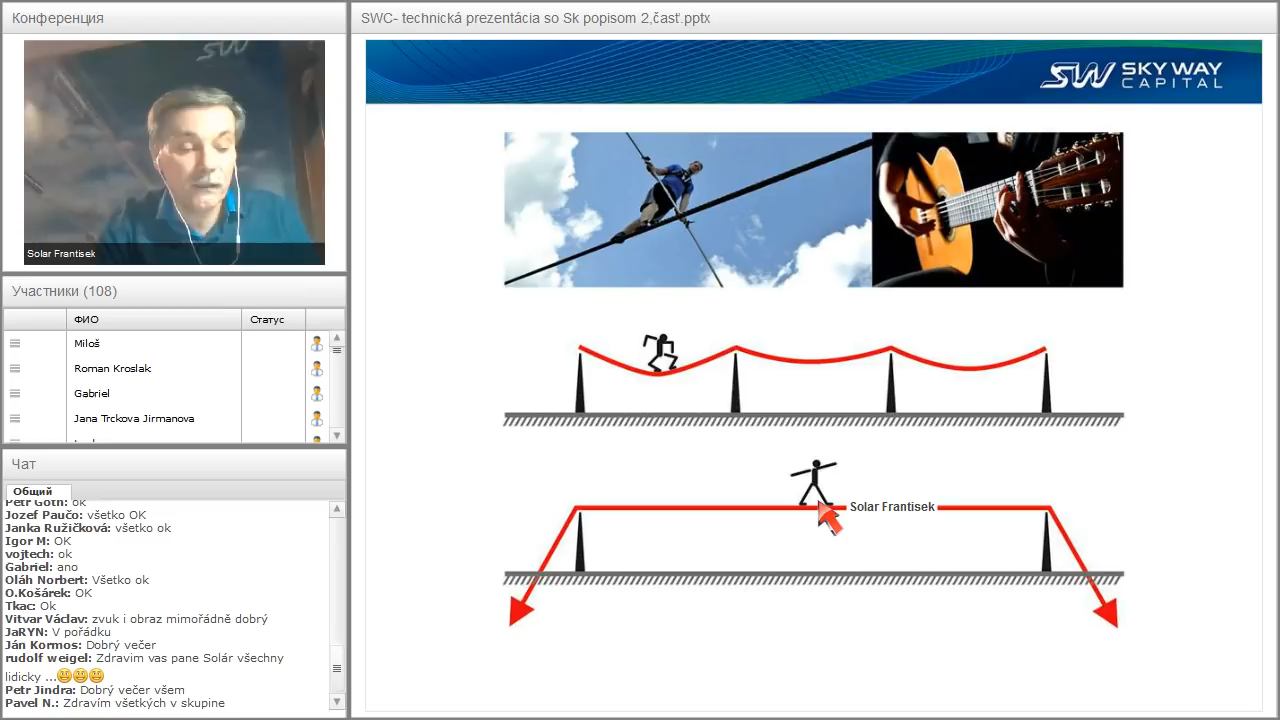 Конференция
Solar Frantisek
Участники (108)
ФИО
Статус
Miloš
Roman Kroslak
Gabriel
Jana Trckova Jirmanova
Чат
Общий
Petr Goth: ok
Jozef Paučo: všetko OK
Janka Ružičková: všetko ok
Igor M: OK
vojtech: ok
Gabriel: ano
Oláh Norbert: Všetko ok
O.Košárek: OK
Tkac: Ok
Vitvar Václav: zvuk i obraz mimořádně dobrý
JaRYN: V pořádku
Ján Kormos: Dobrý večer
rudolf weigel: Zdravim vas pane Solár všechny
lidicky ...
Petr Jindra: Dobrý večer všem
Pavel N.: Zdravím všetkých v skupine
SWC- technická prezentácia so Sk popisom 2,časť.pptx
SW SKY WAY
CAPITAL
Solar Frantisek